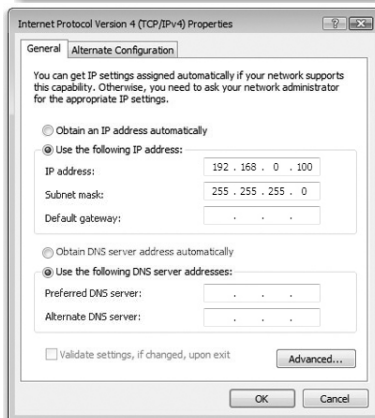 Internet Protocol Version 4 (TCP/IPv4) Properties
General
Alternate Configuration
You can get IP settings assigned automatically if your network supports
this capability. Otherwise, you need to ask your network administrator
for the appropriate IP settings.
Obtain an IP address automatically
Use the following IP address:
IP address: 192 . 168 . 0 . 100
Subnet mask: 255 . 255 . 255 . 0
Default gateway: . . .
Obtain DNS server address automatically
Use the following DNS server addresses:
Preferred DNS server: . . .
Alternate DNS server: . . .
Validate settings, if changed, upon exit
Advanced...
OK
Cancel